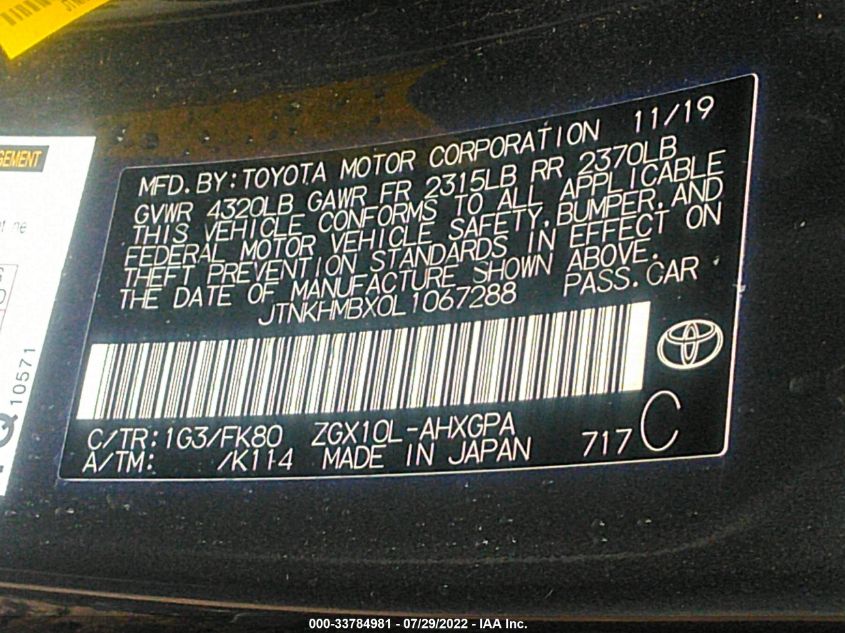 GEMENT
10571
MFD. BY: TOYOTA MOTOR CORPORATION 11/19
GVWR 4320LB GAWR FR 2315LB RR 2370LB
THIS VEHICLE CONFORMS TO ALL APPLICABLE
FEDERAL MOTOR VEHICLE SAFETY, BUMPER, AND
THEFT PREVENTION STANDARDS IN EFFECT ON
THE DATE OF MANUFACTURE SHOWN ABOVE.
JTNKHMBX0L1067288 PASS. CAR
C/TR: 1G3/FK80 ZGX10L-AHXGPA
A/TM: /K114 MADE IN JAPAN 717C
000-33784981 - 07/29/2022 - IAA Inc.